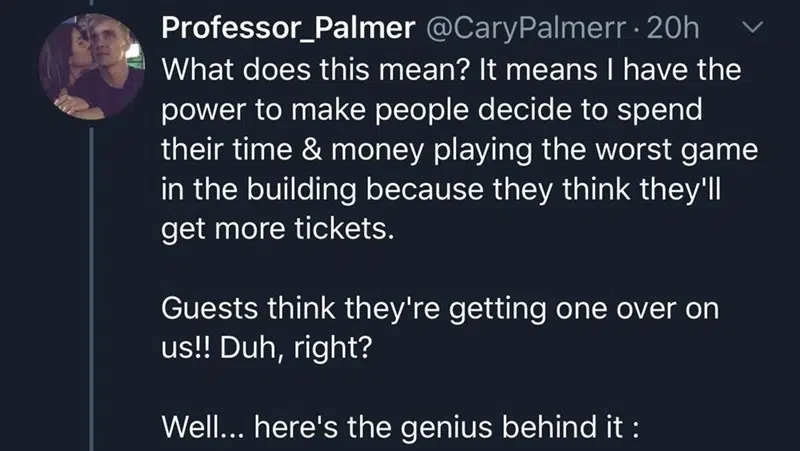 Professor_Palmer @CaryPalmerr · 20h
What does this mean? It means I have the
power to make people decide to spend
their time & money playing the worst game
in the building because they think they'll
get more tickets.
Guests think they're getting one over on
us!! Duh, right?
Well... here's the genius behind it :